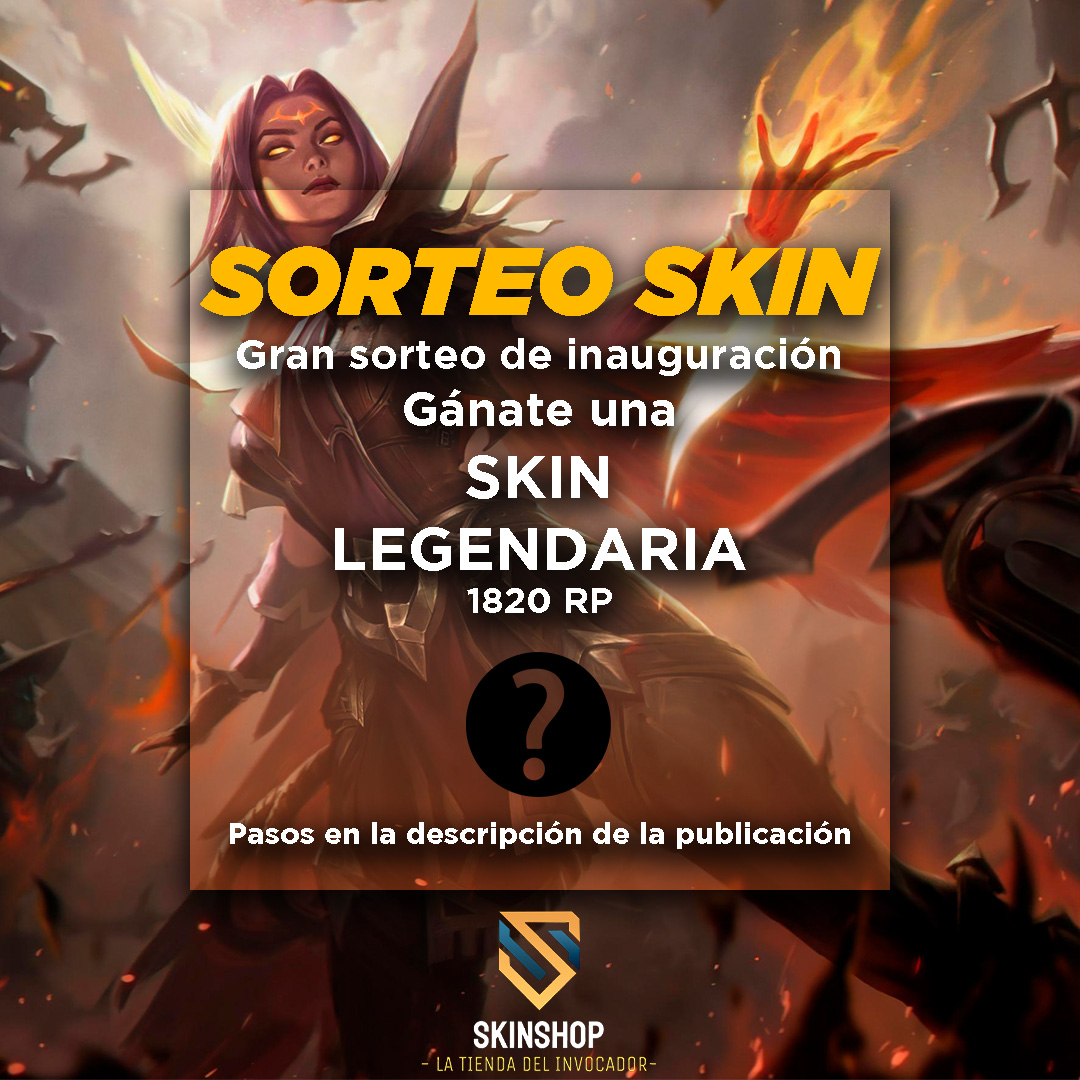 SORTEO SKIN
Gran sorteo de inauguración
Gánate una
SKIN
LEGENDARIA
1820 RP
?
Pasos en la descripción de la publicación
SKINSHOP
- LA TIENDA DEL INVOCADOR-